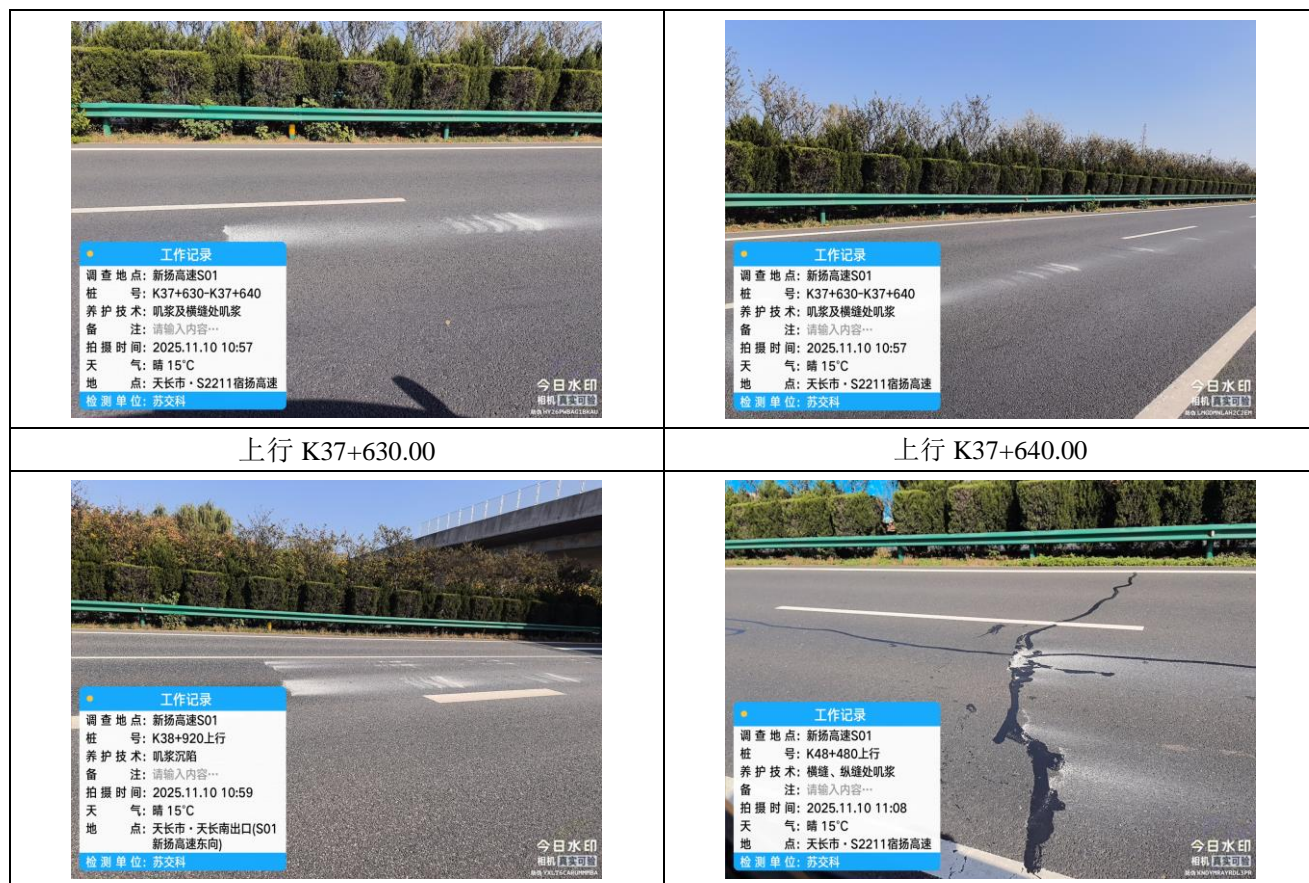 工作记录
调查地点：新扬高速S01
桩 号：K37+630-K37+640
养护技术：唧浆及横缝处唧浆
备 注：请输入内容…
拍摄时间：2025.11.10 10:57
天 气：晴 15°C
地 点：天长市·S2211宿扬高速
检测单位：苏交科
今日水印
相机 真实可验
工作记录
调查地点：新扬高速S01
桩 号：K37+630-K37+640
养护技术：唧浆及横缝处唧浆
备 注：请输入内容…
拍摄时间：2025.11.10 10:57
天 气：晴 15°C
地 点：天长市·S2211宿扬高速
检测单位：苏交科
今日水印
相机 真实可验
上行 K37+630.00
上行 K37+640.00
工作记录
调查地点：新扬高速S01
桩 号：K38+920上行
养护技术：唧浆沉陷
备 注：请输入内容…
拍摄时间：2025.11.10 10:59
天 气：晴 15°C
地 点：天长市·天长南出口(S01
新扬高速东向)
检测单位：苏交科
今日水印
相机 真实可验
工作记录
调查地点：新扬高速S01
桩 号：K48+480上行
养护技术：横缝、纵缝处唧浆
备 注：请输入内容…
拍摄时间：2025.11.10 11:08
天 气：晴 15°C
地 点：天长市·S2211宿扬高速
检测单位：苏交科
今日水印
相机 真实可验